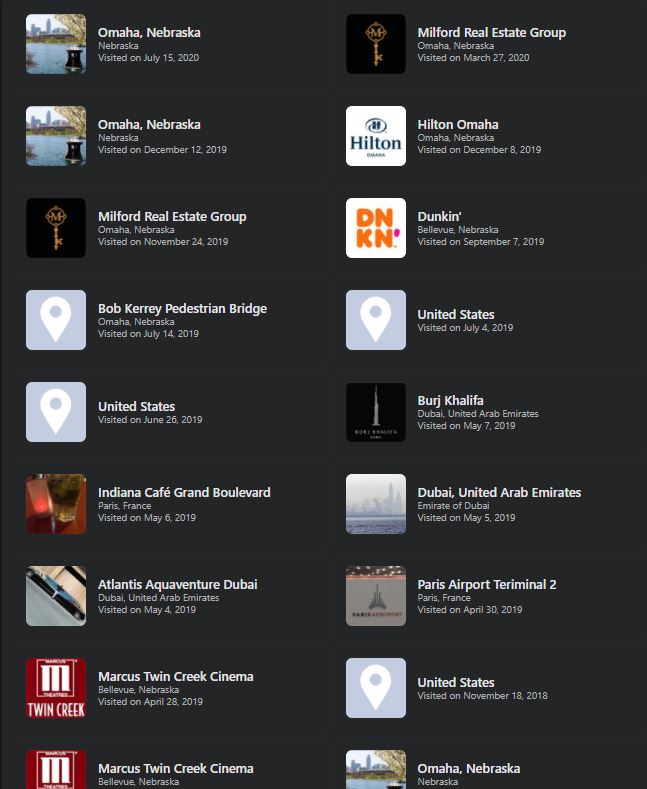 Omaha, Nebraska
Nebraska
Visited on July 15, 2020
Milford Real Estate Group
Omaha, Nebraska
Visited on March 27, 2020
Omaha, Nebraska
Nebraska
Visited on December 12, 2019
Hilton
OMAHA
Hilton Omaha
Omaha, Nebraska
Visited on December 8, 2019
M
Milford Real Estate Group
Omaha, Nebraska
Visited on November 24, 2019
DN
KN'
Dunkin'
Bellevue, Nebraska
Visited on September 7, 2019
Bob Kerrey Pedestrian Bridge
Omaha, Nebraska
Visited on July 14, 2019
United States
Visited on July 4, 2019
United States
Visited on June 26, 2019
BURJ KHALIFA
Burj Khalifa
Dubai, United Arab Emirates
Visited on May 7, 2019
Indiana Café Grand Boulevard
Paris, France
Visited on May 6, 2019
Dubai, United Arab Emirates
Emirate of Dubai
Visited on May 5, 2019
Atlantis Aquaventure Dubai
Dubai, United Arab Emirates
Visited on May 4, 2019
PARIS AEROPORT
Paris Airport Teriminal 2
Paris, France
Visited on April 30, 2019
MARCUS
M
THEATRES
TWIN CREEK
Marcus Twin Creek Cinema
Bellevue, Nebraska
Visited on April 28, 2019
United States
Visited on November 18, 2018
MARCUS
Marcus Twin Creek Cinema
Bellevue, Nebraska
Omaha, Nebraska
Nebraska